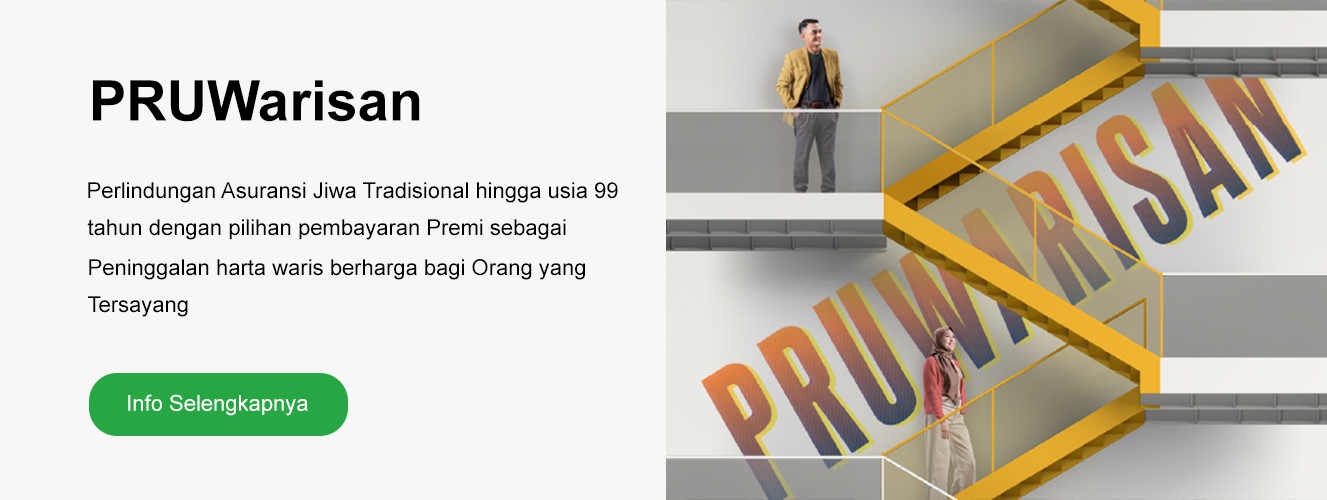 PRUWarisan
Perlindungan Asuransi Jiwa Tradisional hingga usia 99
tahun dengan pilihan pembayaran Premi sebagai
Peninggalan harta waris berharga bagi Orang yang
Tersayang
Info Selengkapnya
PRUWARISAN